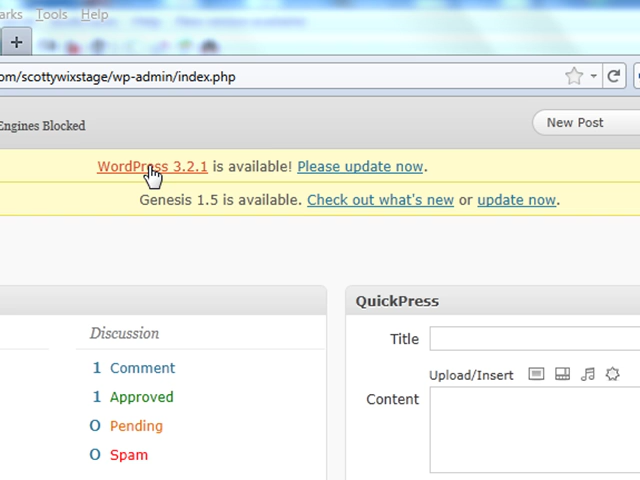 arks Tools Help
+
om/scottywixstage/wp-admin/index.php
Engines Blocked
New Post
WordPress 3.2.1 is available! Please update now.
Genesis 1.5 is available. Check out what's new or update now.
QuickPress
Discussion
Title
1 Comment
Upload/Insert
1 Approved
Content
0 Pending
0 Spam